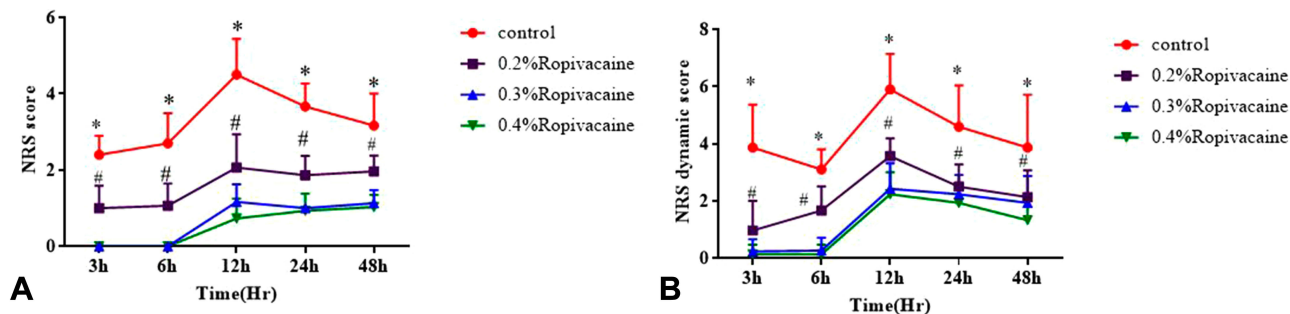 6
4
2
0
NRS score
*
*
*
*
*
#
#
#
#
#
3h
6h
12h
24h
48h
Time(Hr)
control
0.2%Ropivacaine
0.3%Ropivacaine
0.4%Ropivacaine
A
8
6
4
2
0
NRS dynamic score
*
*
*
*
*
#
#
#
#
#
3h
6h
12h
24h
48h
Time(Hr)
control
0.2%Ropivacaine
0.3%Ropivacaine
0.4%Ropivacaine
B